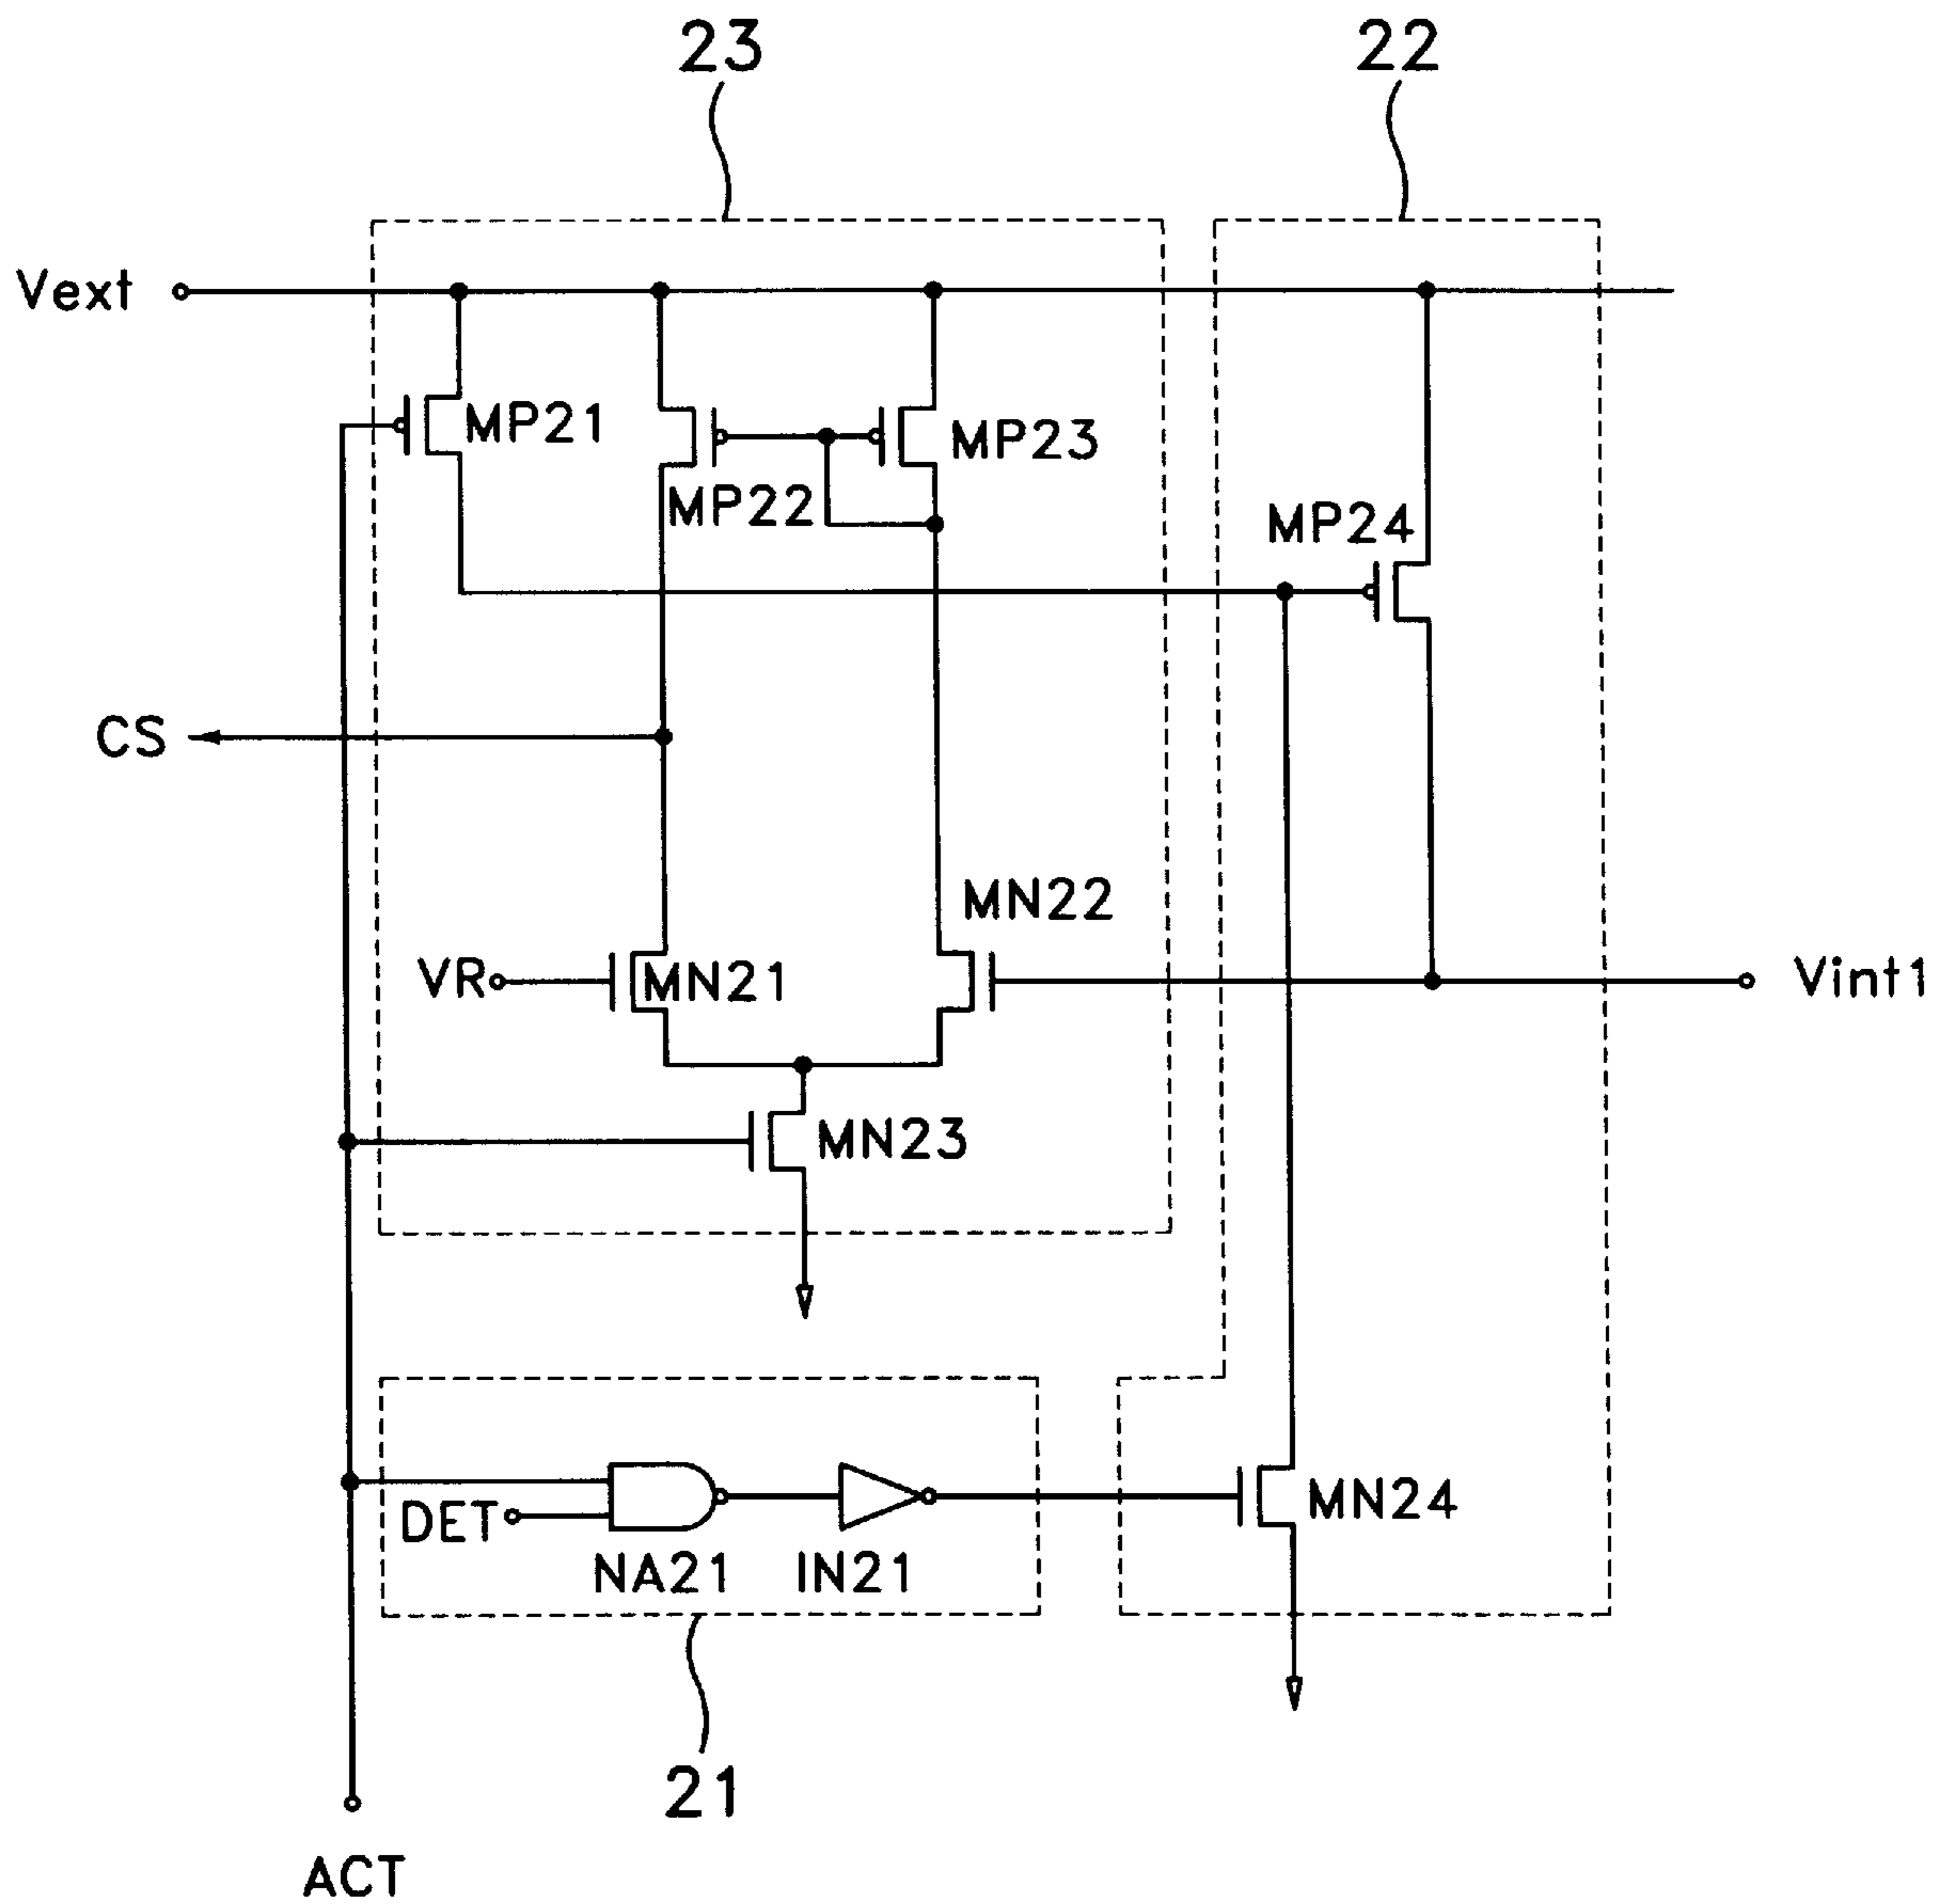 23
22
Vext
MP21
MP23
MP22
MP24
CS
MN22
VR
MN21
Vint1
MN23
DET
MN24
NA21
IN21
21
ACT